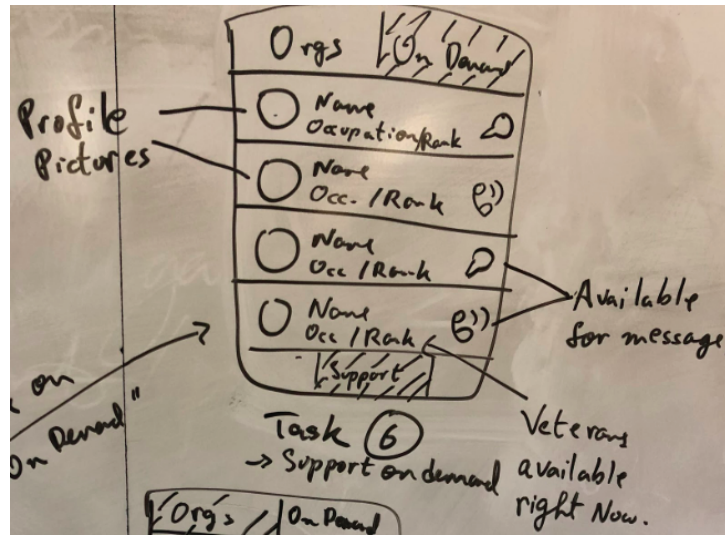 Orgs
On Demand
Profile
Pictures
Name
Occupation/Rank
Name
Occ. / Rank
Name
Occ / Rank
Name
Occ / Rank
Support
Available
for message
Veterans
available
right Now.
on
On Demand"
Task 6
→ Support on demand
Orgs
On Demand